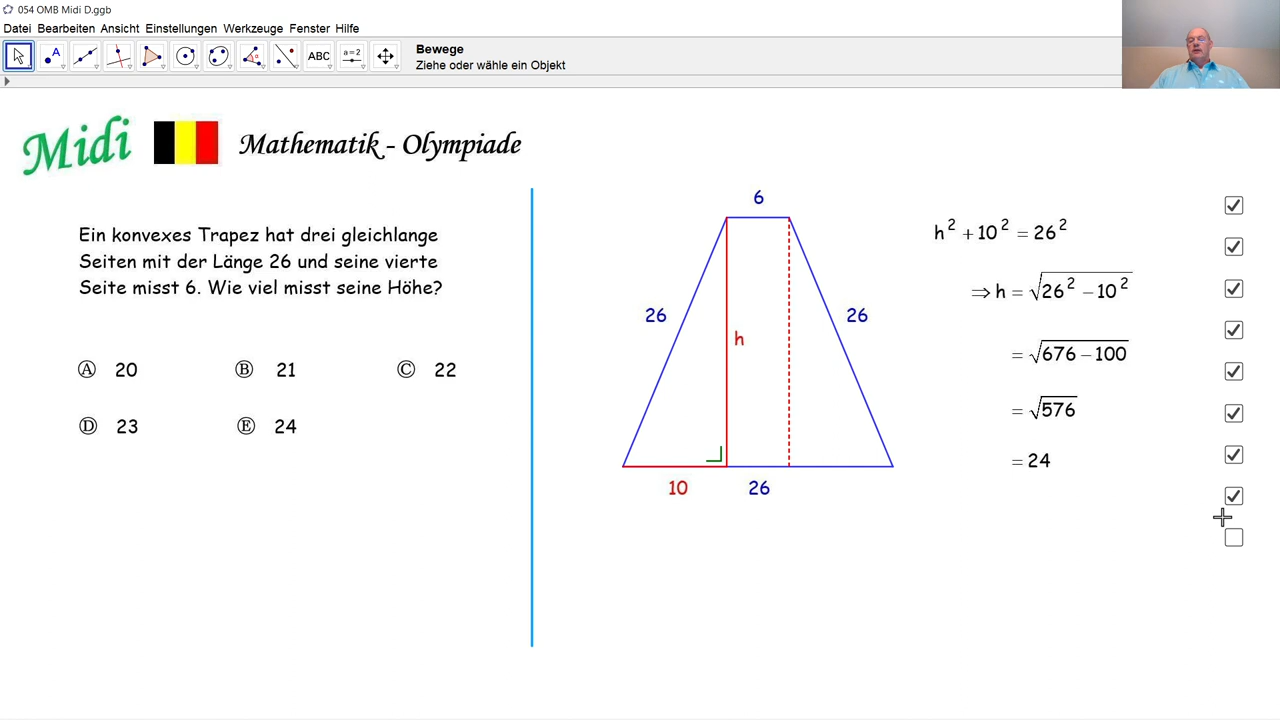 054 OMB Midi D.ggb
Datei Bearbeiten Ansicht Einstellungen Werkzeuge Fenster Hilfe
A
ABC
a=2
Bewege
Ziehe oder wähle ein Objekt
Midi
Mathematik - Olympiade
Ein konvexes Trapez hat drei gleichlange
Seiten mit der Länge 26 und seine vierte
Seite misst 6. Wie viel misst seine Höhe?
Ⓐ 20 Ⓑ 21 Ⓒ 22
Ⓓ 23 Ⓔ 24
6
26 26
h
10 26
h² + 10² = 26²
⇒ h = √(26² − 10²)
= √(676 − 100)
= √576
= 24